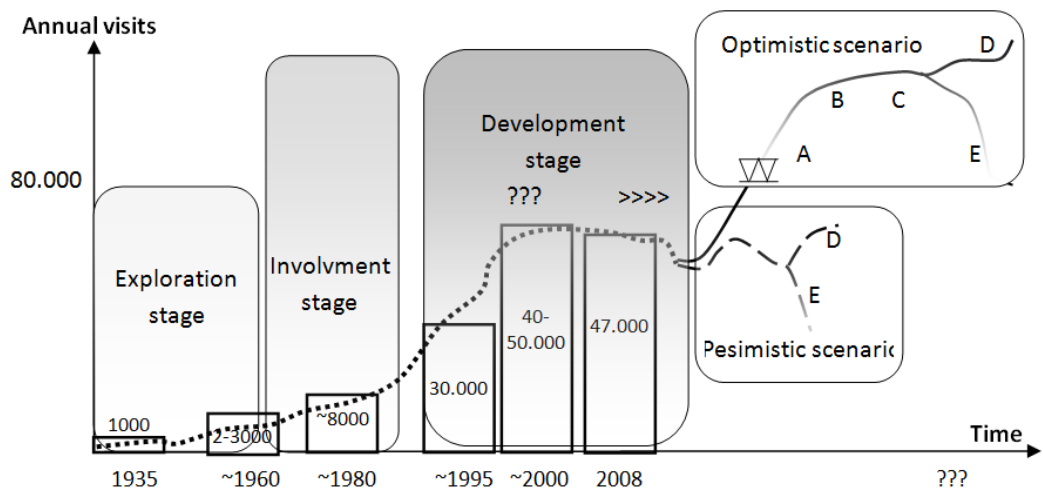 Annual visits
80.000
Exploration
stage
Involvment
stage
Development
stage
???
>>>>
Optimistic scenario
A
B
C
D
E
D
E
Pesimistic scenario
1000
2-3000
~8000
30.000
40-
50.000
47.000
Time
1935
~1960
~1980
~1995
~2000
2008
???